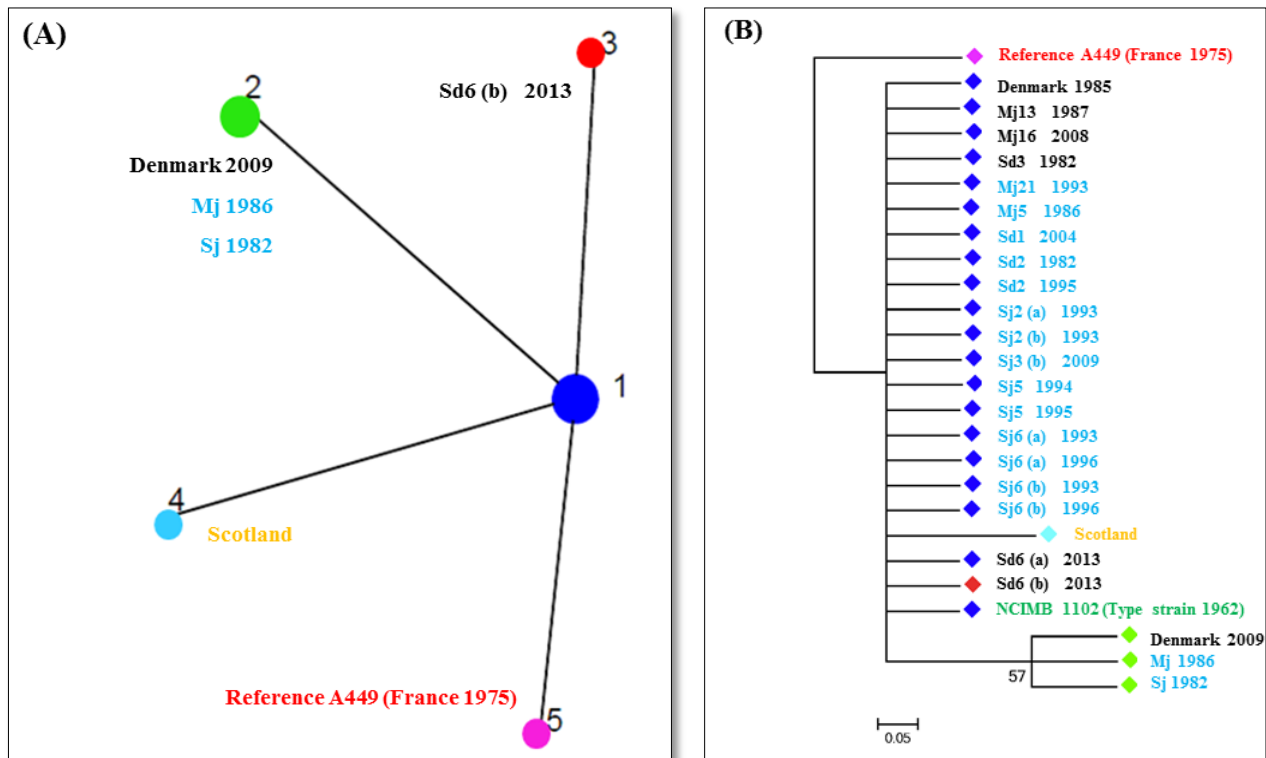 (A)
3
Sd6 (b) 2013
2
Denmark 2009
Mj 1986
Sj 1982
1
4
Scotland
Reference A449 (France 1975)
5
(B)
Reference A449 (France 1975)
Denmark 1985
Mj13 1987
Mj16 2008
Sd3 1982
Mj21 1993
Mj5 1986
Sd1 2004
Sd2 1982
Sd2 1995
Sj2 (a) 1993
Sj2 (b) 1993
Sj3 (b) 2009
Sj5 1994
Sj5 1995
Sj6 (a) 1993
Sj6 (a) 1996
Sj6 (b) 1993
Sj6 (b) 1996
Scotland
Sd6 (a) 2013
Sd6 (b) 2013
NCIMB 1102 (Type strain 1962)
Denmark 2009
Mj 1986
57
Sj 1982
0.05